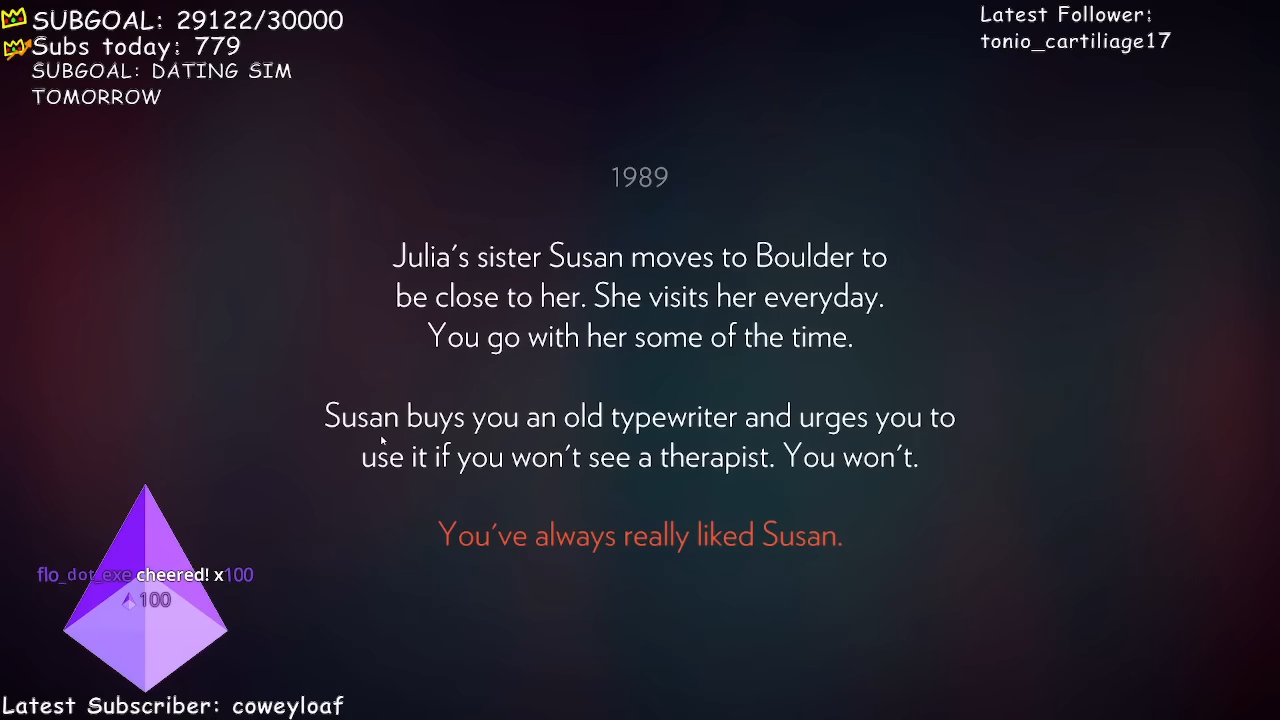 SUBGOAL: 29122/30000
Subs today: 779
SUBGOAL: DATING SIM
TOMORROW
Latest Follower:
tonio_cartiliage17
1989
Julia's sister Susan moves to Boulder to
be close to her. She visits her everyday.
You go with her some of the time.
Susan buys you an old typewriter and urges you to
use it if you won't see a therapist. You won't.
You've always really liked Susan.
flo_dot_exe cheered! x100
100
Latest Subscriber: coweyloaf